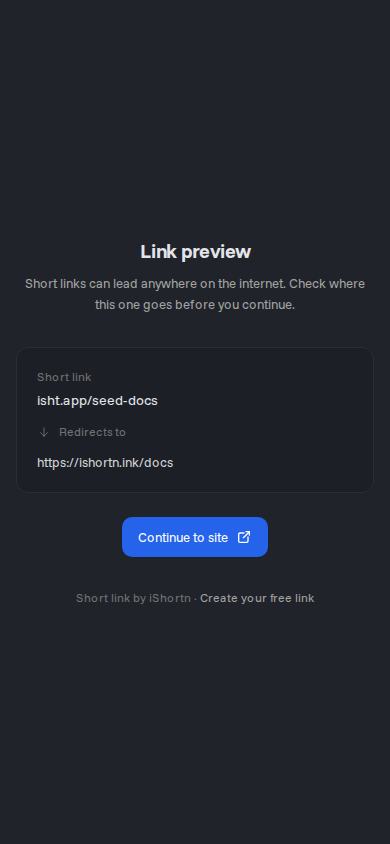 Link preview
Short links can lead anywhere on the internet. Check where
this one goes before you continue.
Short link
isht.app/seed-docs
↓ Redirects to
https://ishortn.ink/docs
Continue to site
Short link by iShortn · Create your free link